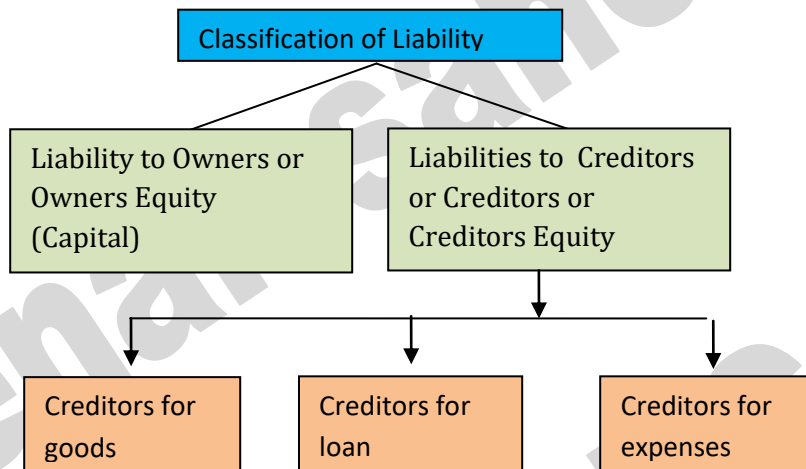 Classification of Liability
Liability to Owners or
Owners Equity
(Capital)
Liabilities to  Creditors
or Creditors or
Creditors Equity
Creditors for
goods
Creditors for
loan
Creditors for
expenses